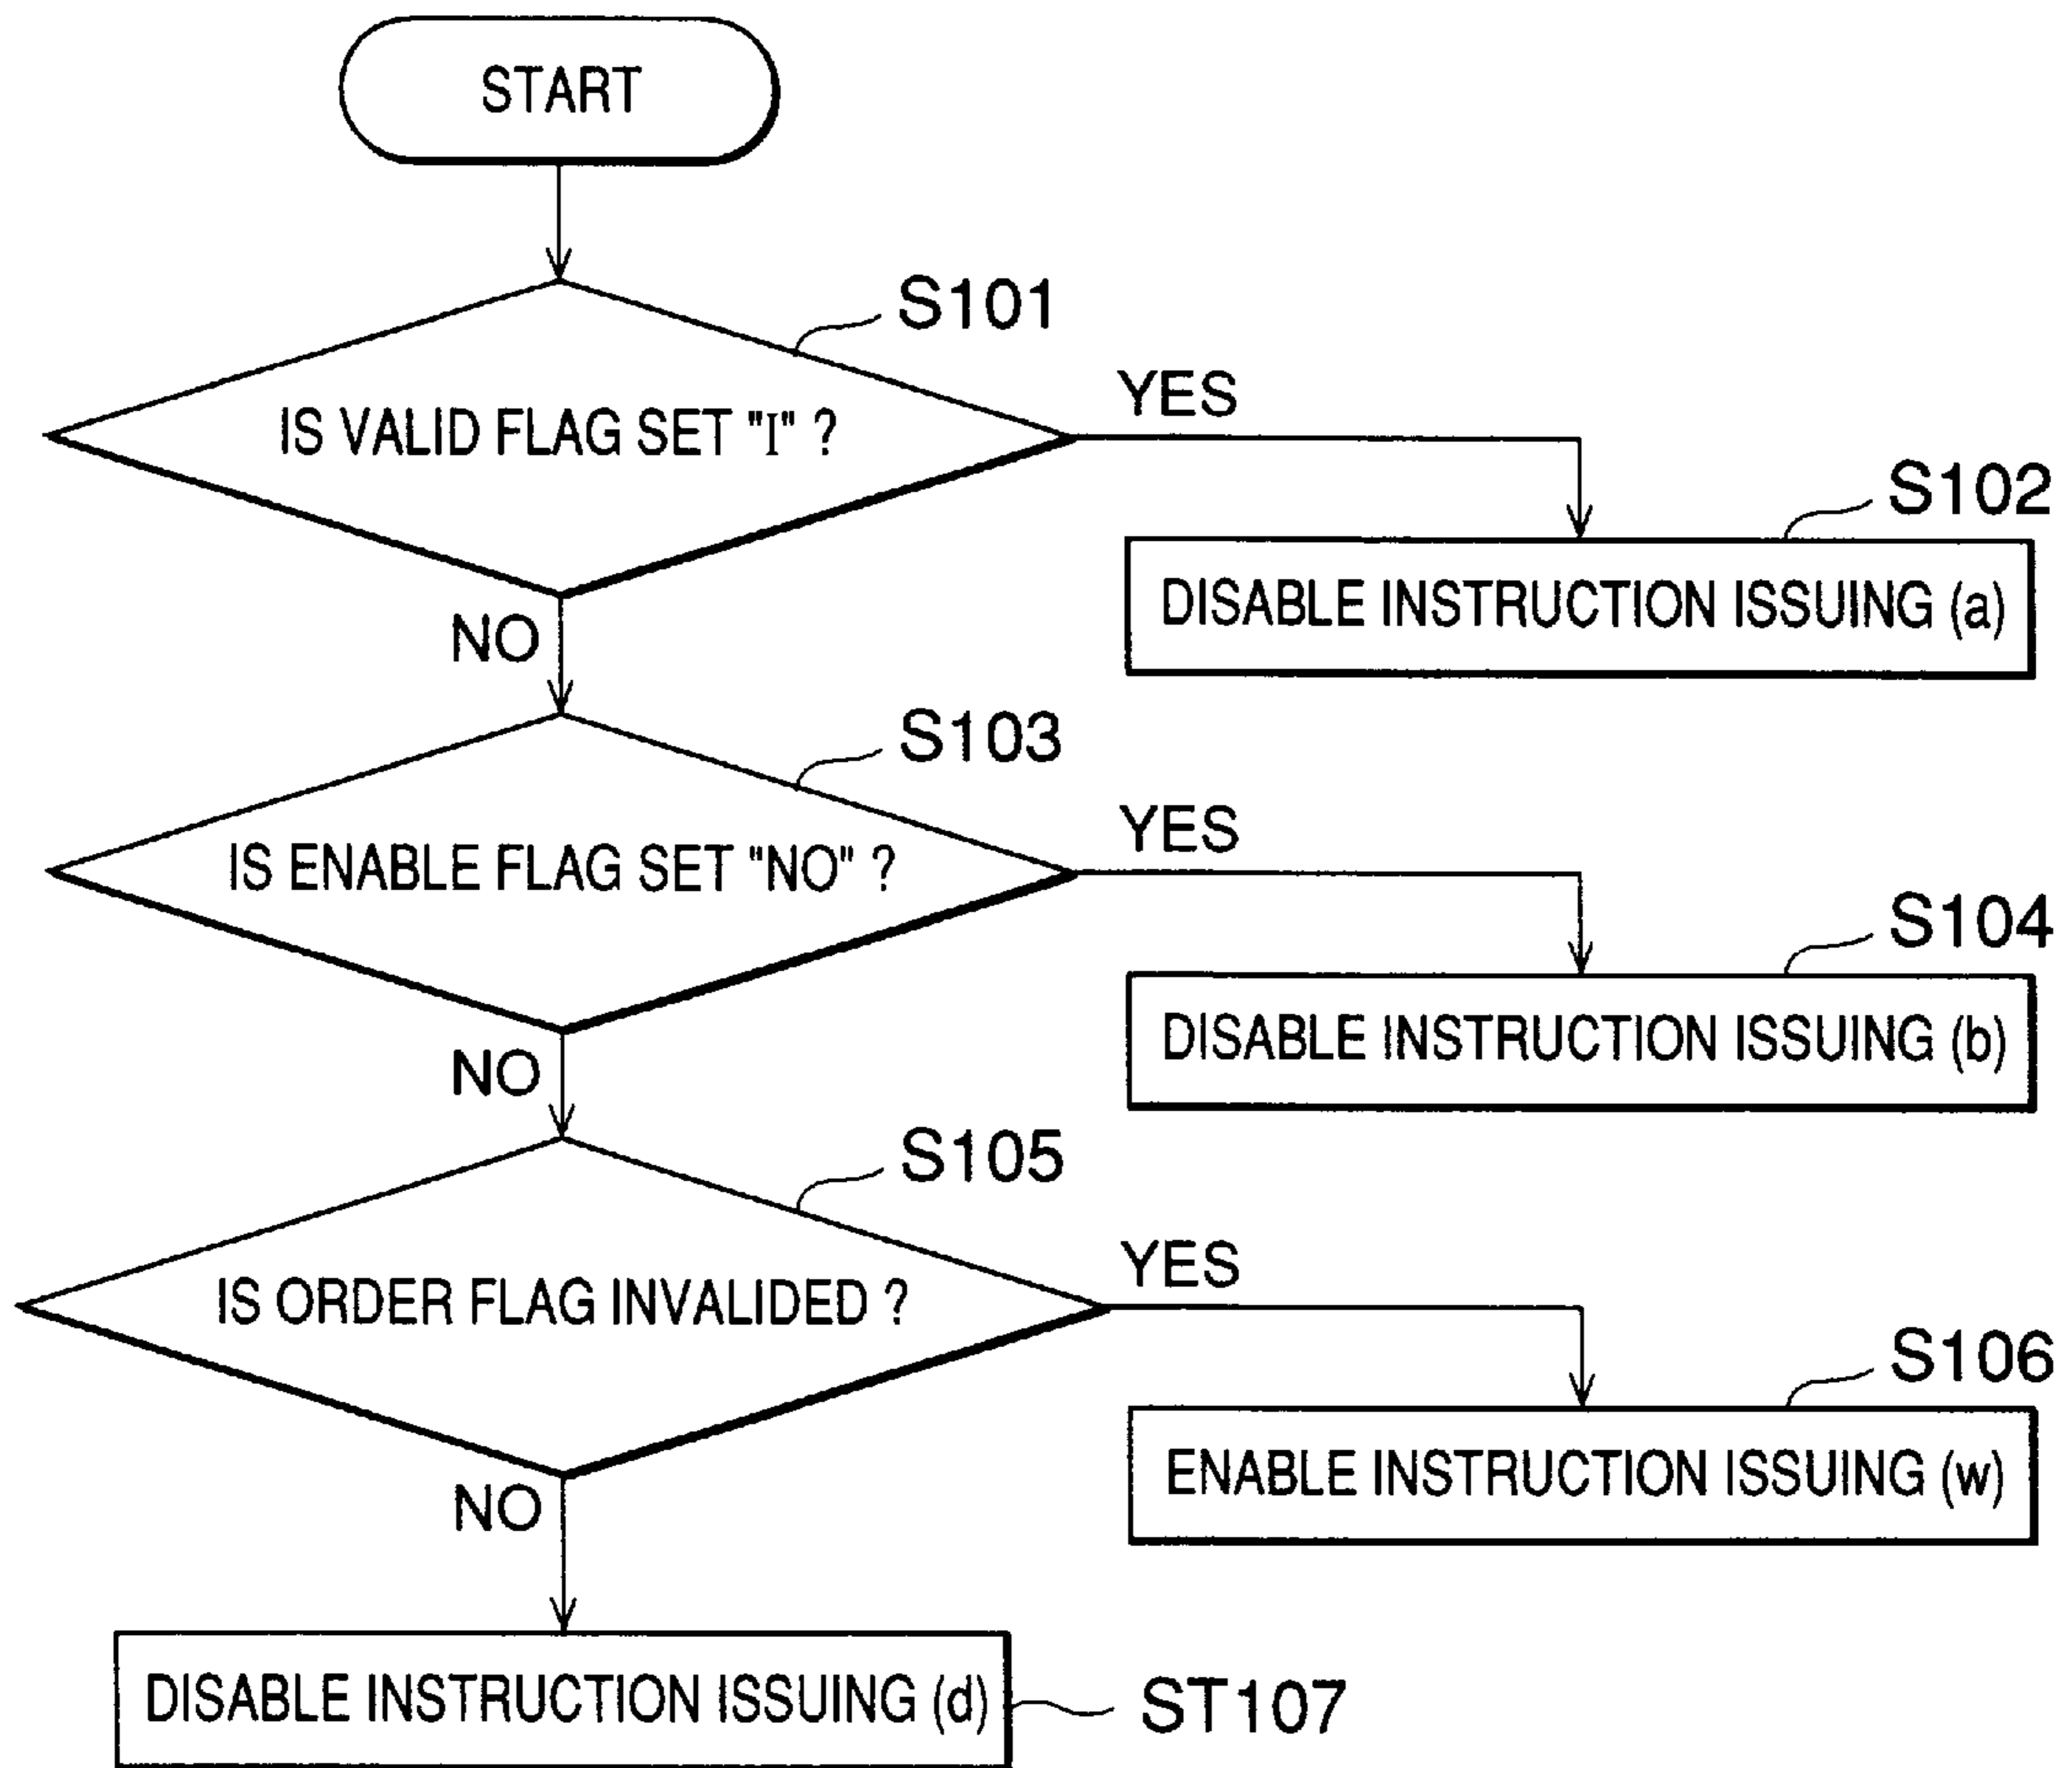 START
S101
IS VALID FLAG SET "I" ?
YES
S102
DISABLE INSTRUCTION ISSUING (a)
NO
S103
IS ENABLE FLAG SET "NO" ?
YES
S104
DISABLE INSTRUCTION ISSUING (b)
NO
S105
IS ORDER FLAG INVALIDED ?
YES
S106
ENABLE INSTRUCTION ISSUING (w)
NO
DISABLE INSTRUCTION ISSUING (d)
ST107